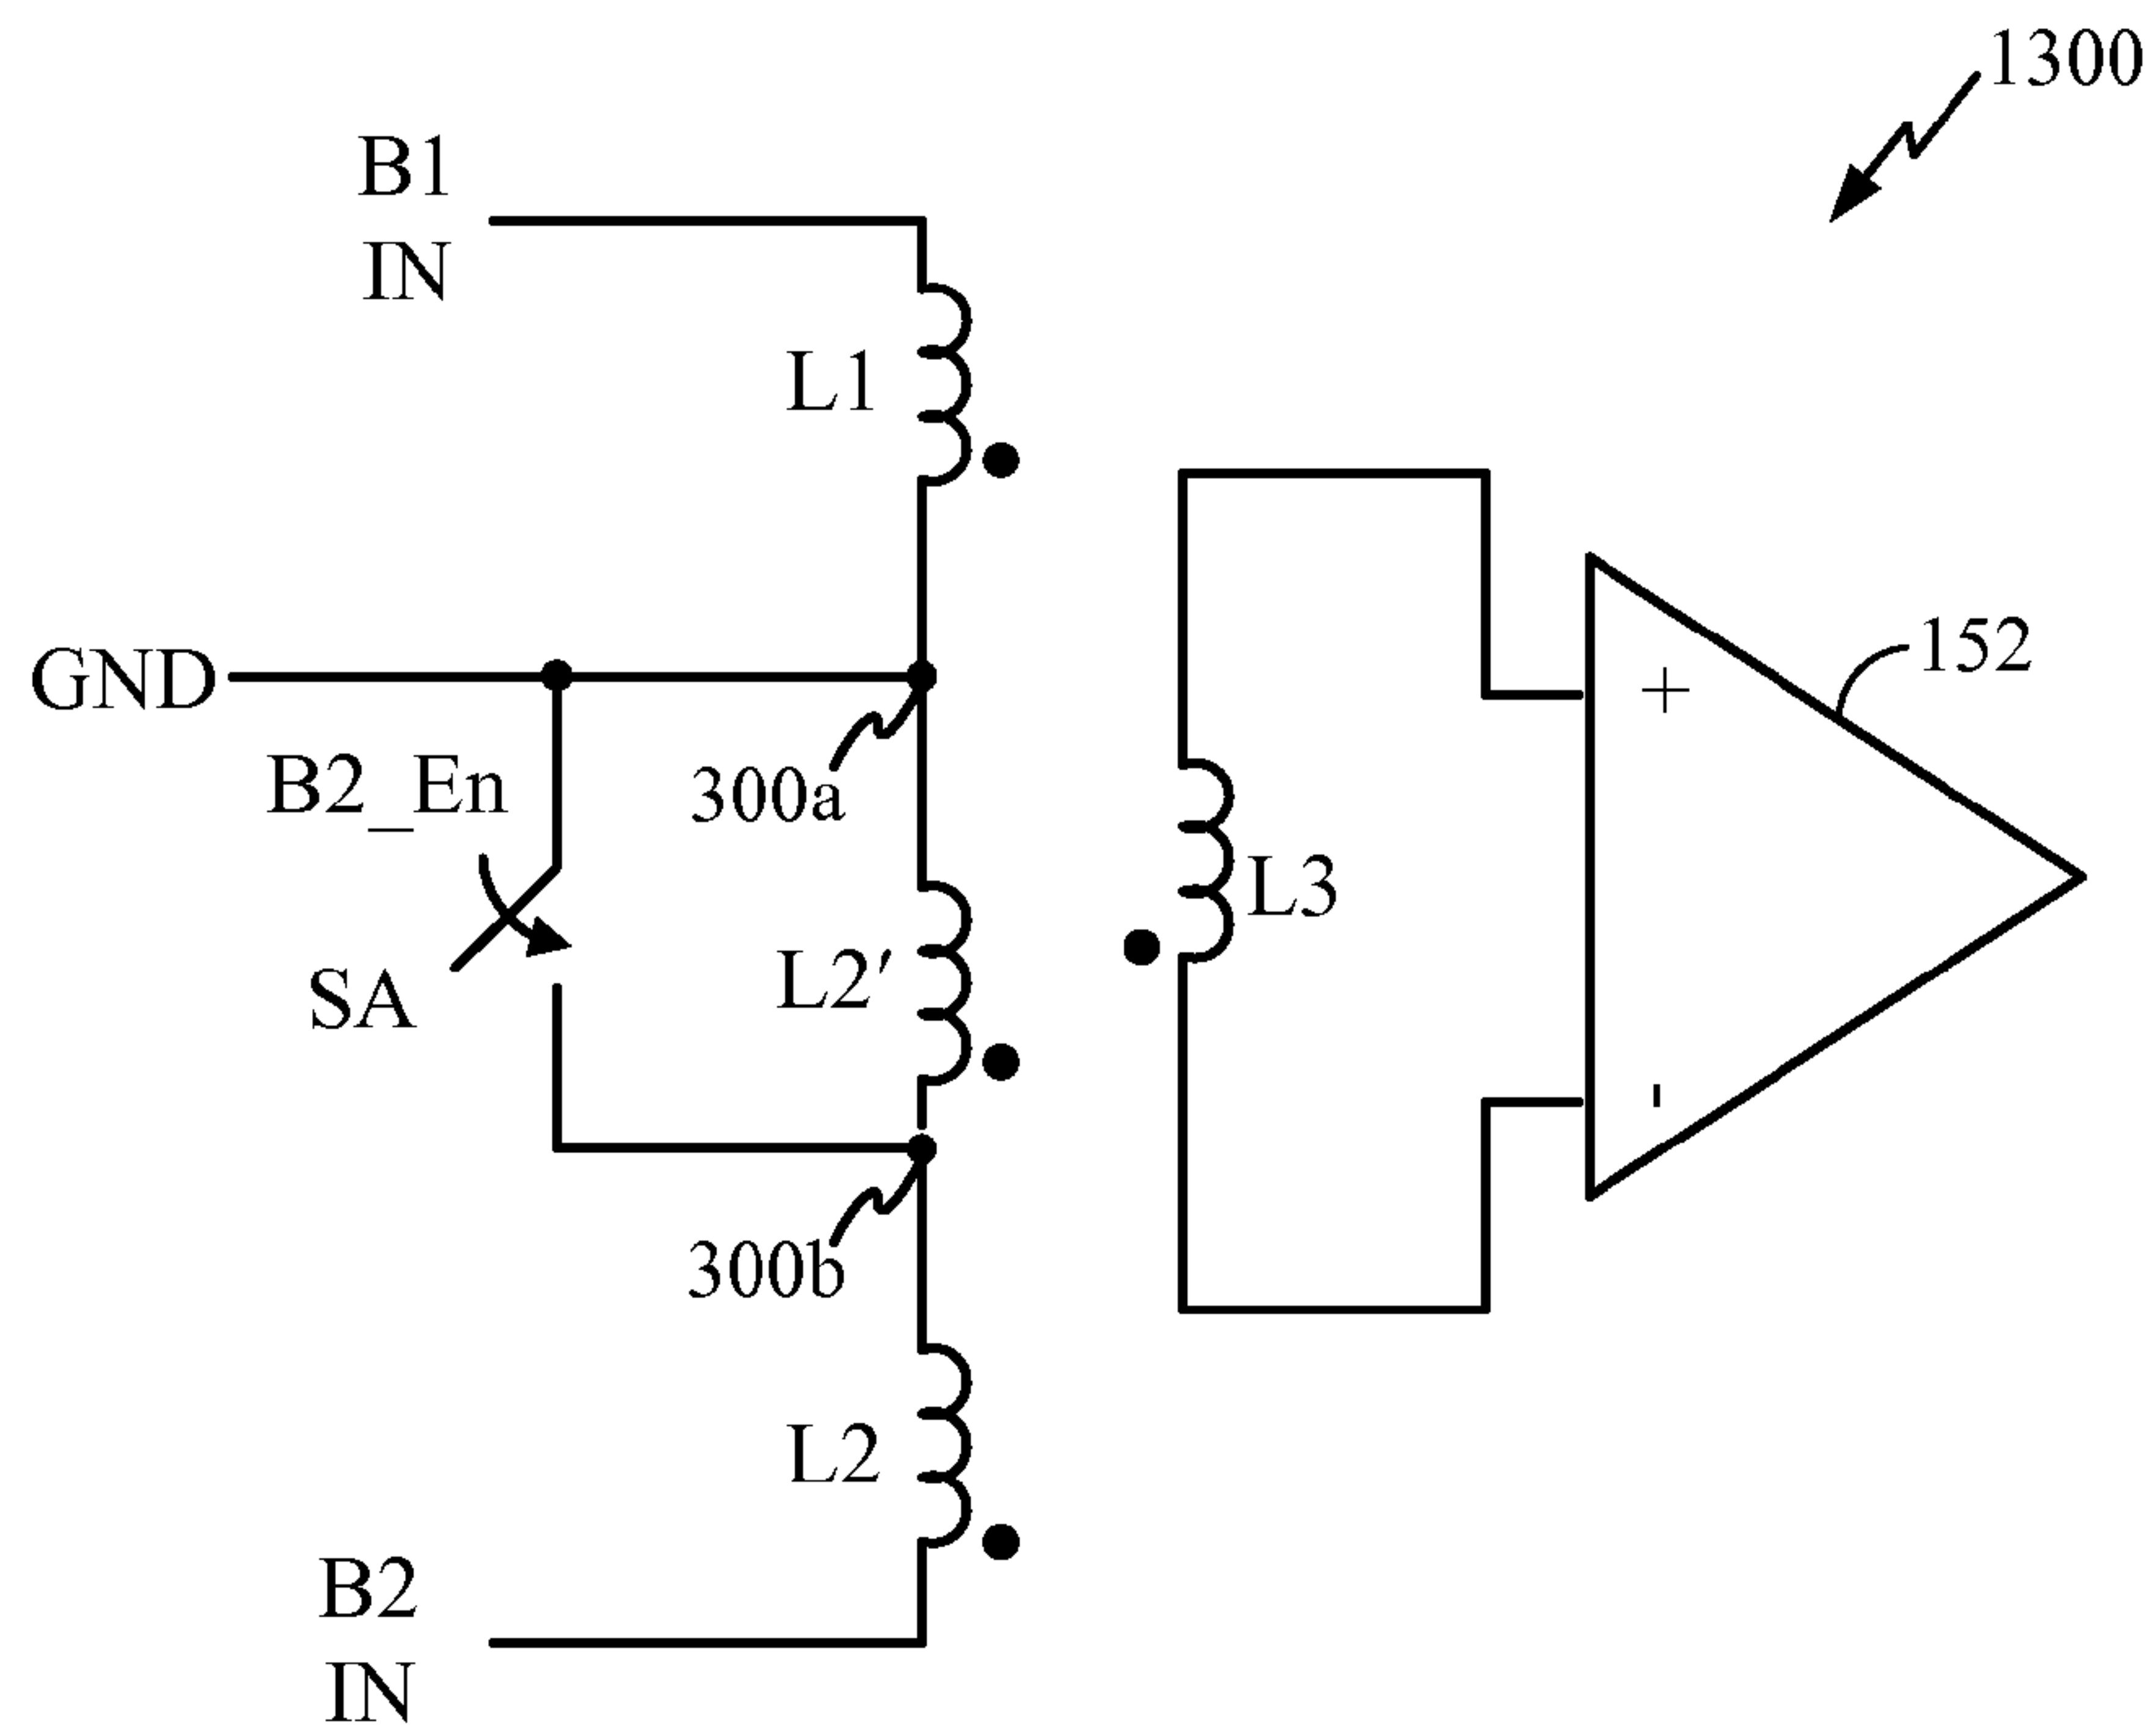 1300
B1
IN
L1
GND
152
B2_En
300a
+
L3
SA
L2'
-
300b
L2
B2
IN